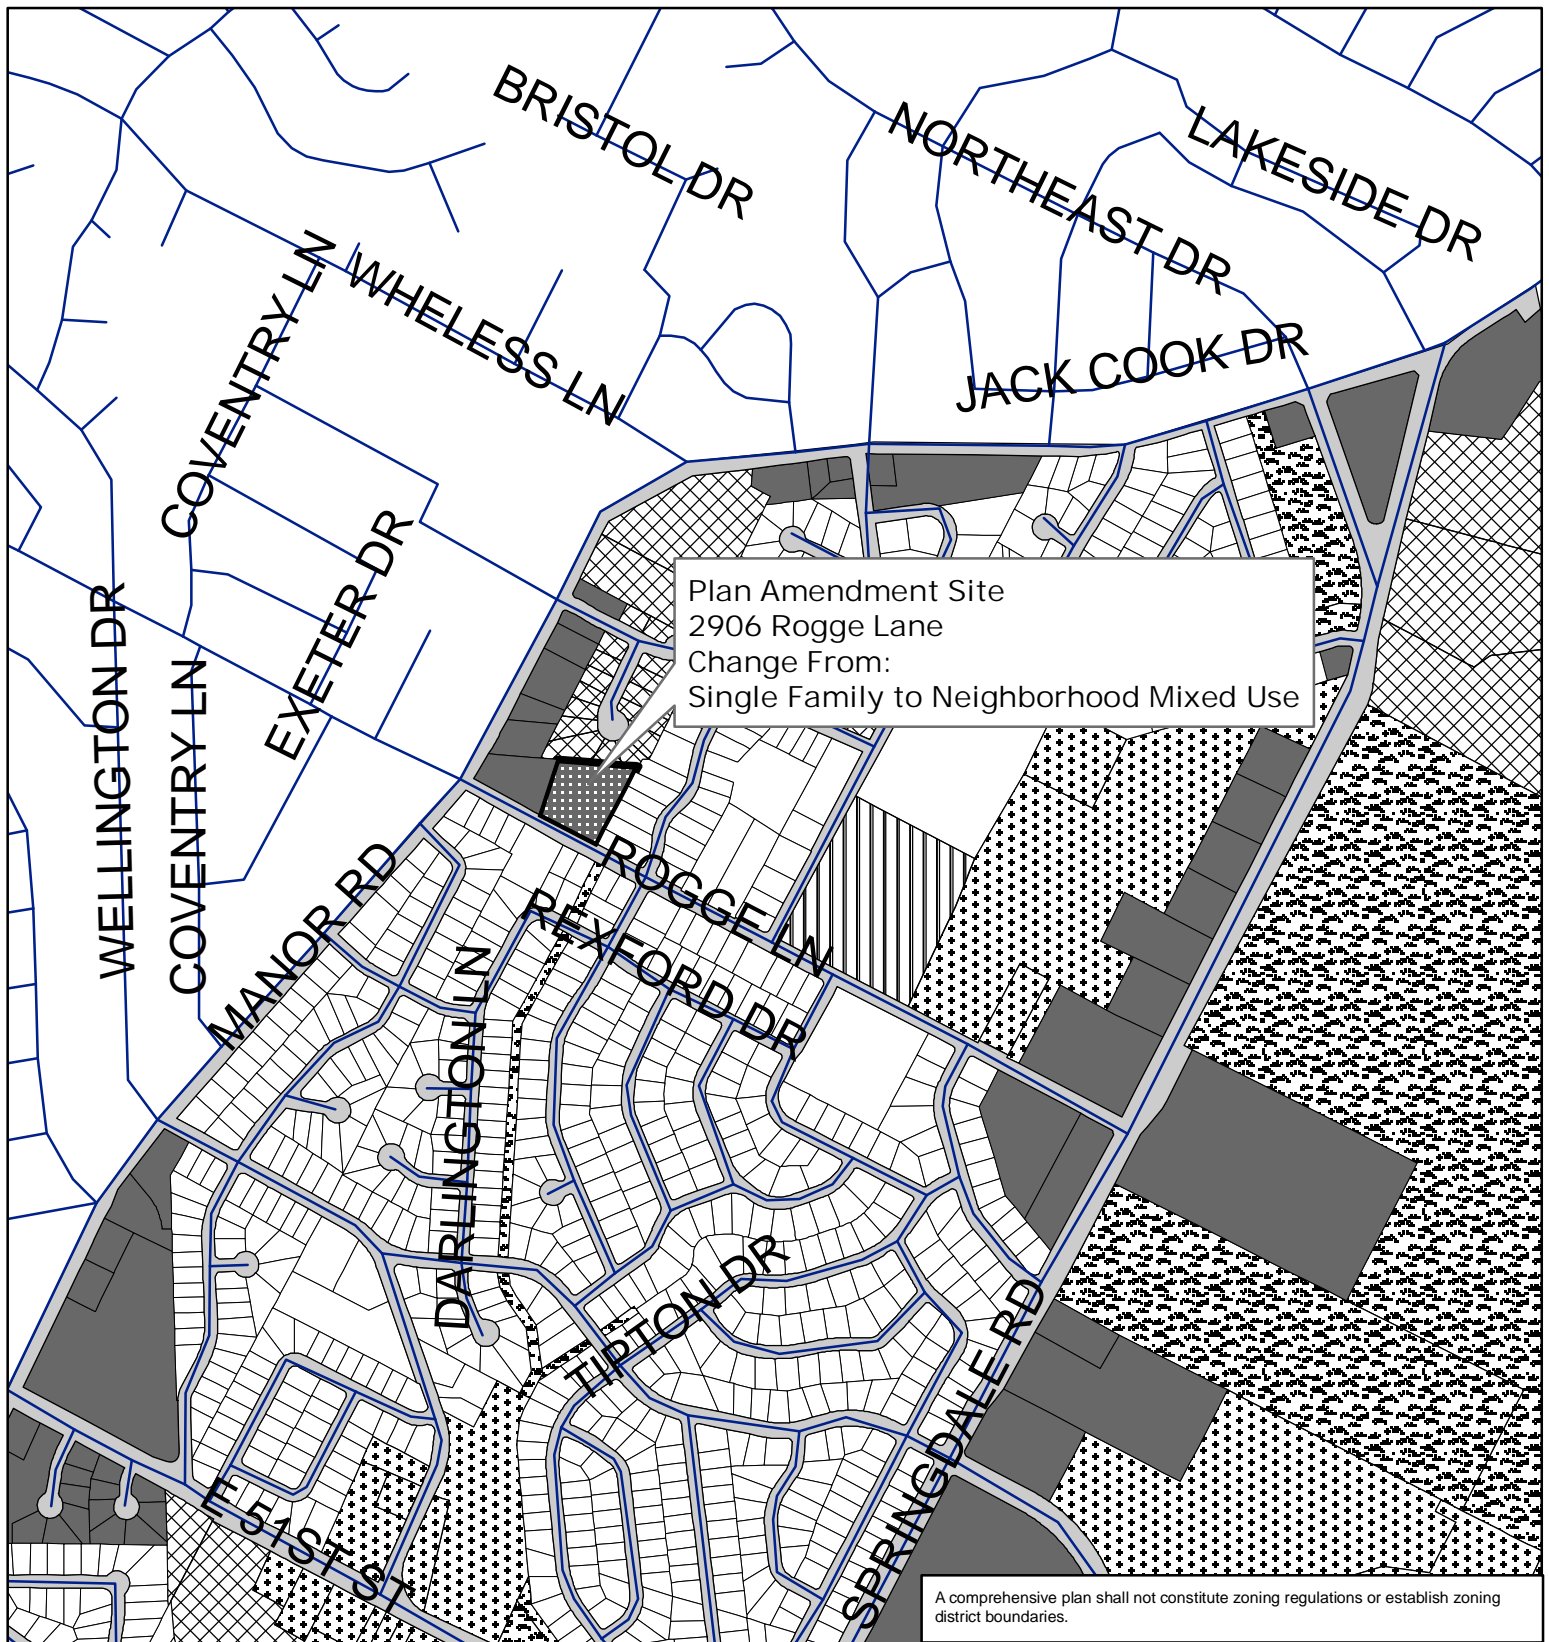 BRISTOL DR
NORTHEAST DR
LAKESIDE DR
COVENTRY LN
WHELESS LN
JACK COOK DR
EXETER DR
WELLINGTON DR
COVENTRY LN
Plan Amendment Site
2906 Rogge Lane
Change From:
Single Family to Neighborhood Mixed Use
MANOR RD
ROGGE LN
REXFORD DR
DARLINGTON LN
TIPTON DR
SPRINGDALE RD
E 51ST ST
A comprehensive plan shall not constitute zoning regulations or establish zoning
district boundaries.